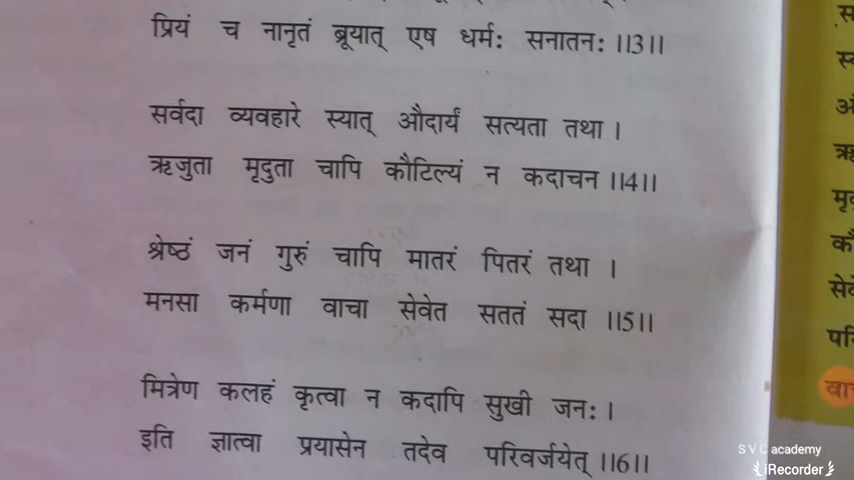 प्रियं च नानृतं ब्रूयात् एष धर्मः सनातनः ।।3।।
सर्वदा व्यवहारे स्यात् औदार्यं सत्यता तथा ।
ऋजुता मृदुता चापि कौटिल्यं न कदाचन ।।4।।
श्रेष्ठं जनं गुरुं चापि मातरं पितरं तथा ।
मनसा कर्मणा वाचा सेवेत सततं सदा ।।5।।
मित्रेण कलहं कृत्वा न कदापि सुखी जनः ।
इति ज्ञात्वा प्रयासेन तदेव परिवर्जयेत् ।।6।।
S V C academy
iRecorder